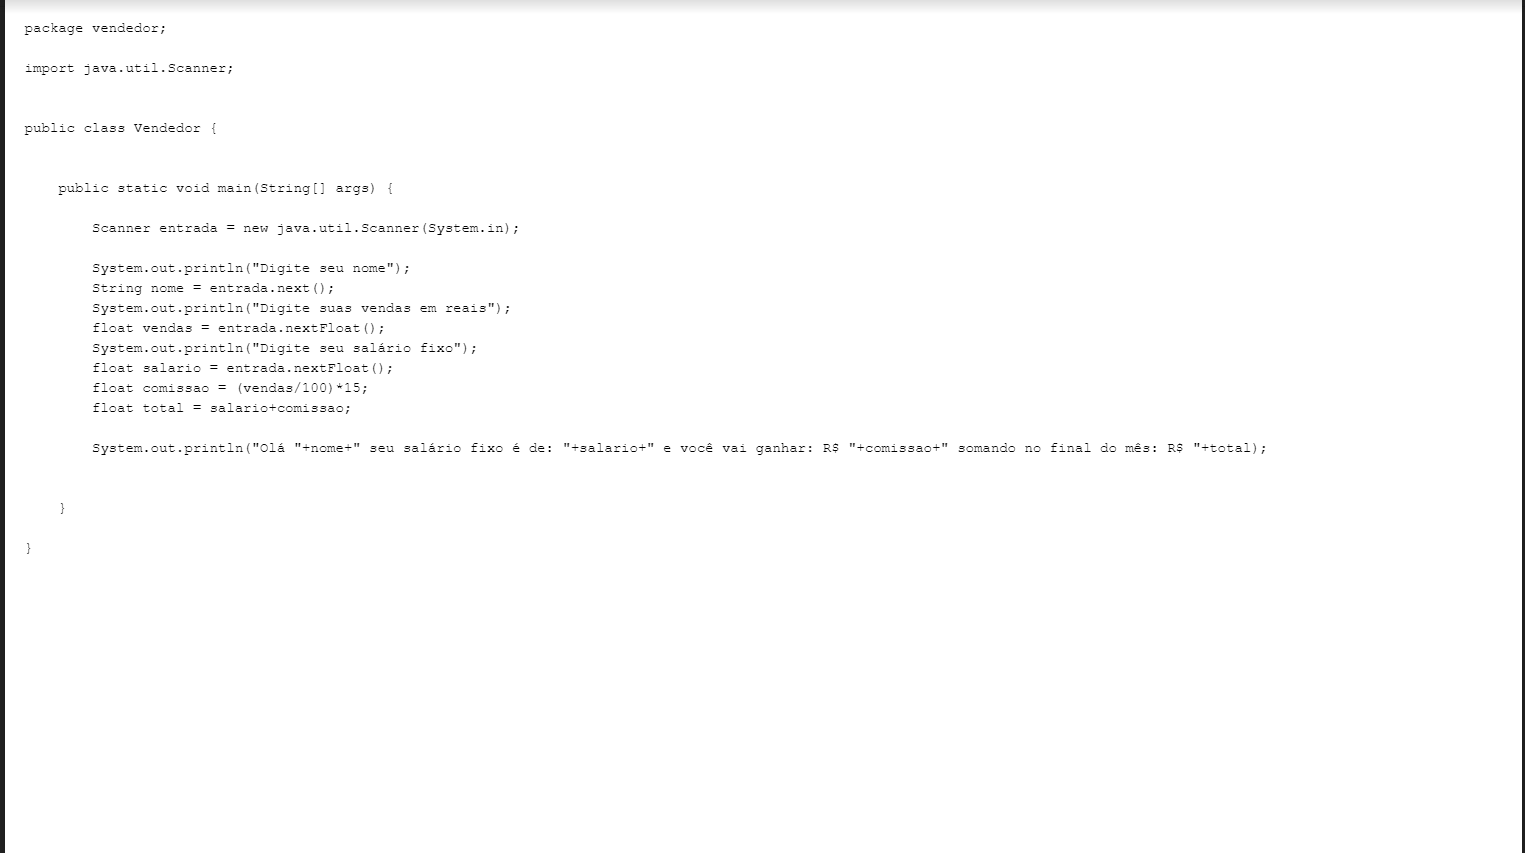 package vendedor;
import java.util.Scanner;
public class Vendedor {
public static void main(String[] args) {
Scanner entrada = new java.util.Scanner(System.in);
System.out.println("Digite seu nome");
String nome = entrada.next();
System.out.println("Digite suas vendas em reais");
float vendas = entrada.nextFloat();
System.out.println("Digite seu salário fixo");
float salario = entrada.nextFloat();
float comissao = (vendas/100)*15;
float total = salario+comissao;
System.out.println("Olá "+nome+" seu salário fixo é de: "+salario+" e você vai ganhar: R$ "+comissao+" somando no final do mês: R$ "+total);
}
}